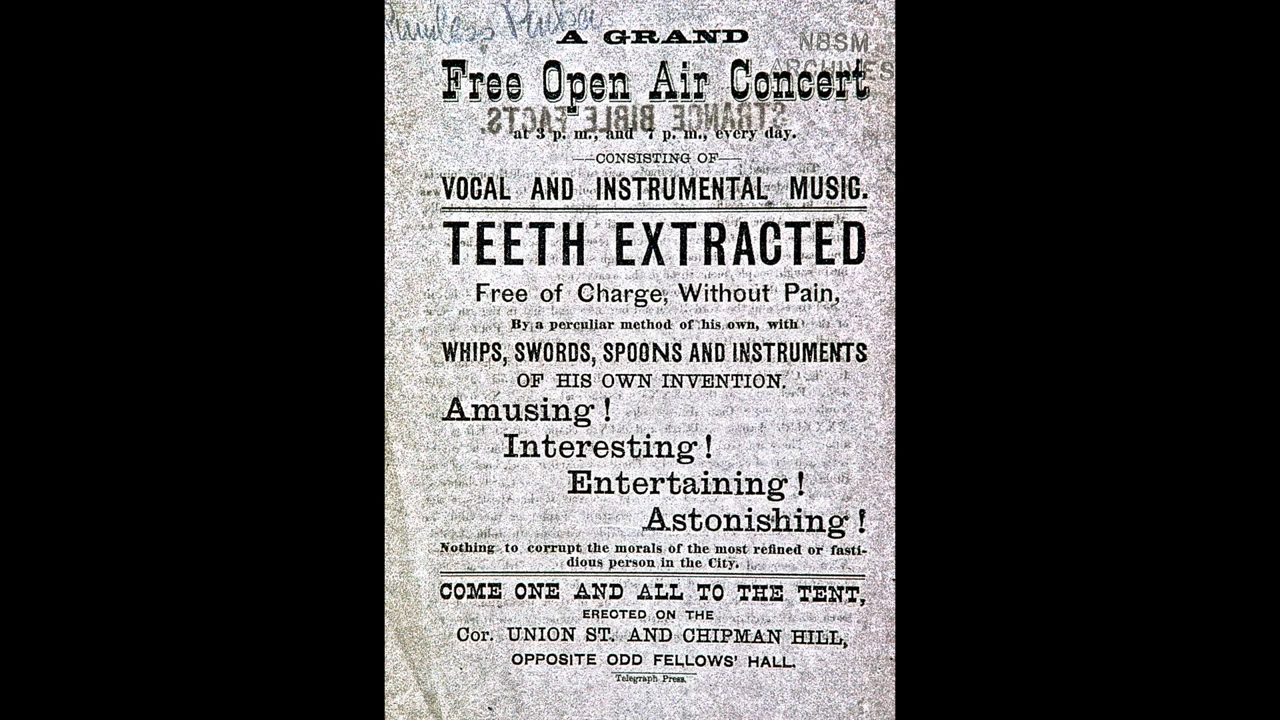 Painless Parker
A GRAND
NBSM
ARCHIVES
Free Open Air Concert
STRANGE BIBLE FACTS.
at 3 p. m., and 7 p. m., every day.
—CONSISTING OF—
VOCAL AND INSTRUMENTAL MUSIC.
TEETH EXTRACTED
Free of Charge, Without Pain,
By a perculiar method of his own, with
WHIPS, SWORDS, SPOONS AND INSTRUMENTS
OF HIS OWN INVENTION.
Amusing!
Interesting!
Entertaining!
Astonishing!
Nothing to corrupt the morals of the most refined or fasti-
dious person in the City.
COME ONE AND ALL TO THE TENT,
ERECTED ON THE
Cor. UNION ST. AND CHIPMAN HILL,
OPPOSITE ODD FELLOWS' HALL.
Telegraph Press.